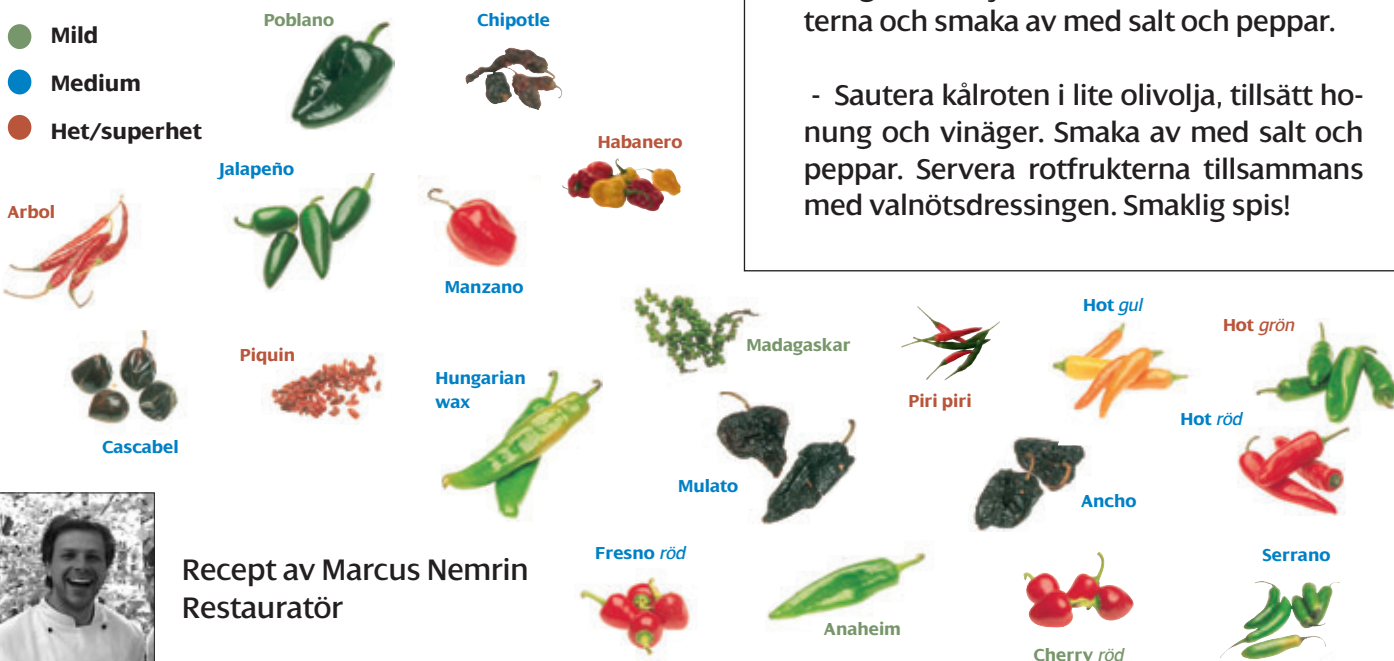 Mild
Medium
Het/superhet
Poblano
Chipotle
Jalapeño
Habanero
Arbol
Manzano
terna och smaka av med salt och peppar.
- Sautera kålroten i lite olivolja, tillsätt ho-
nung och vinäger. Smaka av med salt och
peppar. Servera rotfrukterna tillsammans
med valnötsdressingen. Smaklig spis!
Madagaskar
Hot gul
Hot grön
Piquin
Hungarian
wax
Piri piri
Hot röd
Cascabel
Mulato
Ancho
Recept av Marcus Nemrin
Restauratör
Fresno röd
Anaheim
Serrano
Cherry röd